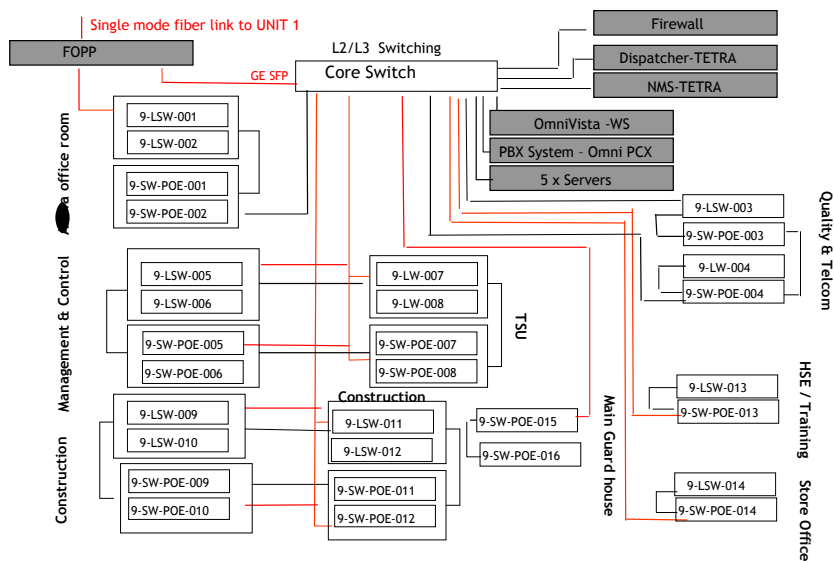 Single mode fiber link to UNIT 1
FOPP
L2/L3 Switching
GE SFP
Core Switch
Firewall
Dispatcher-TETRA
NMS-TETRA
OmniVista -WS
PBX System – Omni PCX
5 x Servers
office room
9-LSW-001
9-LSW-002
9-SW-POE-001
9-SW-POE-002
9-LSW-003
9-SW-POE-003
9-LW-004
9-SW-POE-004
Quality & Telcom
Management & Control
9-LSW-005
9-LSW-006
9-SW-POE-005
9-SW-POE-006
9-LW-007
9-LW-008
9-SW-POE-007
9-SW-POE-008
TSU
Construction
9-LSW-009
9-LSW-010
9-SW-POE-009
9-SW-POE-010
Construction
9-LSW-011
9-LSW-012
9-SW-POE-011
9-SW-POE-012
9-SW-POE-015
9-SW-POE-016
Main Guard house
9-LSW-013
9-SW-POE-013
HSE / Training
9-LSW-014
9-SW-POE-014
Store Office